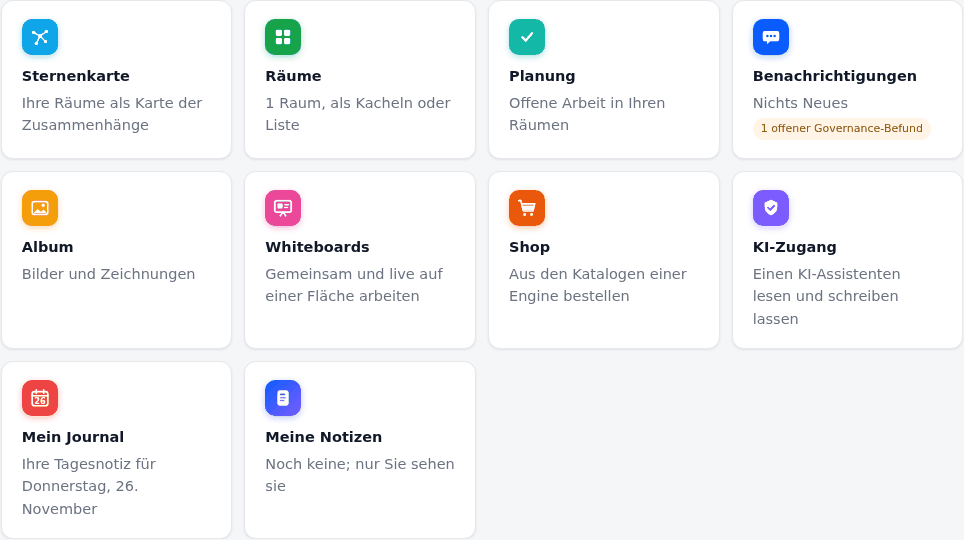 Sternenkarte
Ihre Räume als Karte der
Zusammenhänge
Räume
1 Raum, als Kacheln oder
Liste
Planung
Offene Arbeit in Ihren
Räumen
Benachrichtigungen
Nichts Neues
1 offener Governance-Befund
Album
Bilder und Zeichnungen
Whiteboards
Gemeinsam und live auf
einer Fläche arbeiten
Shop
Aus den Katalogen einer
Engine bestellen
KI-Zugang
Einen KI-Assistenten
lesen und schreiben
lassen
26
Mein Journal
Ihre Tagesnotiz für
Donnerstag, 26.
November
Meine Notizen
Noch keine; nur Sie sehen
sie